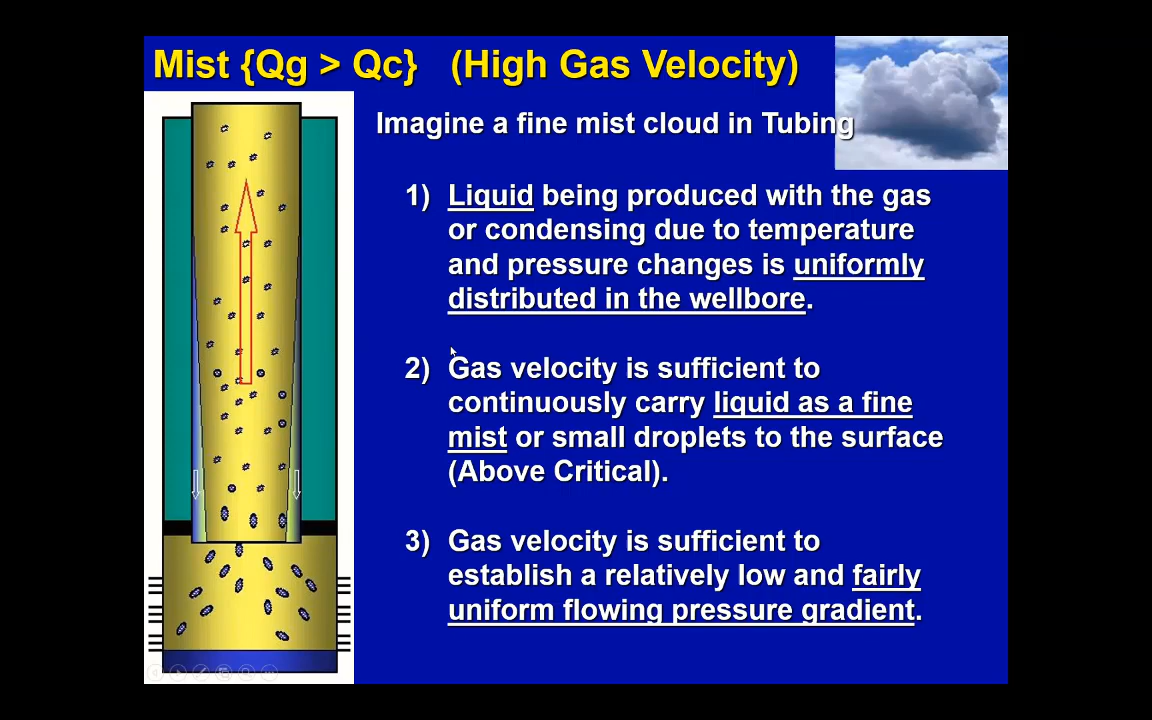 Mist {Qg > Qc} (High Gas Velocity)
Imagine a fine mist cloud in Tubing
1) Liquid being produced with the gas
or condensing due to temperature
and pressure changes is uniformly
distributed in the wellbore.
2) Gas velocity is sufficient to
continuously carry liquid as a fine
mist or small droplets to the surface
(Above Critical).
3) Gas velocity is sufficient to
establish a relatively low and fairly
uniform flowing pressure gradient.